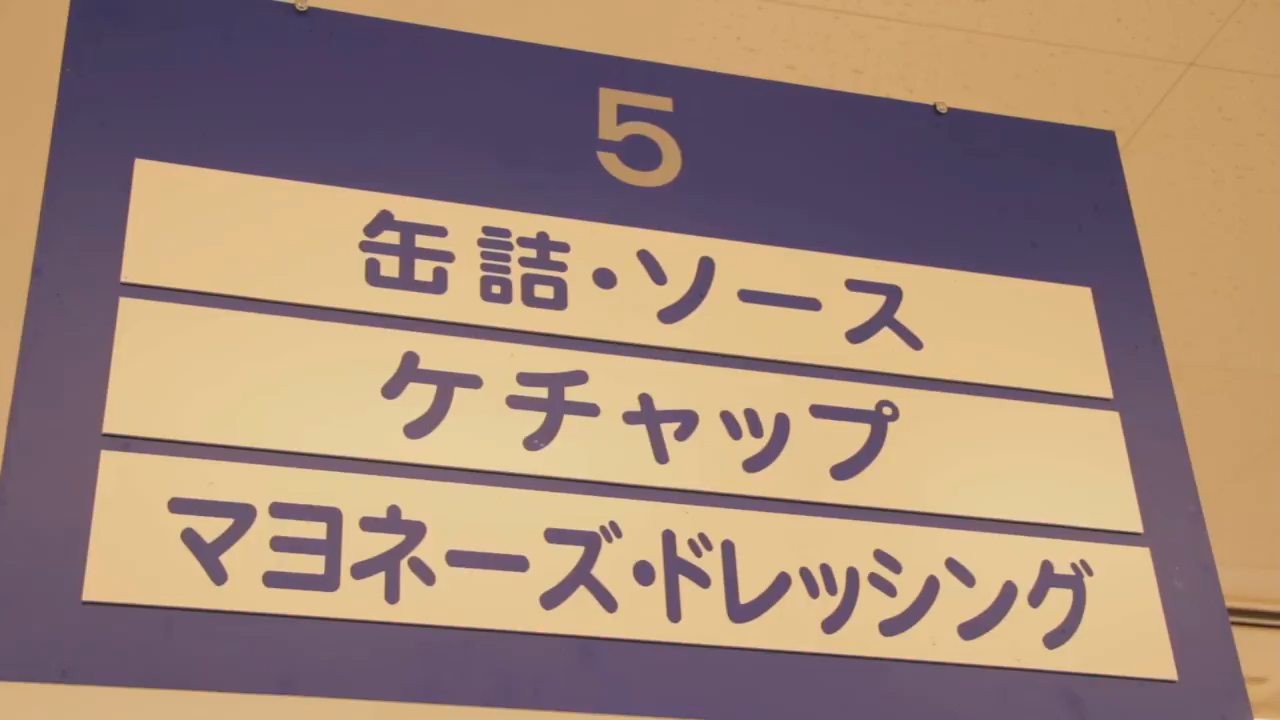 5
缶詰・ソース
ケチャップ
マヨネーズ・ドレッシング